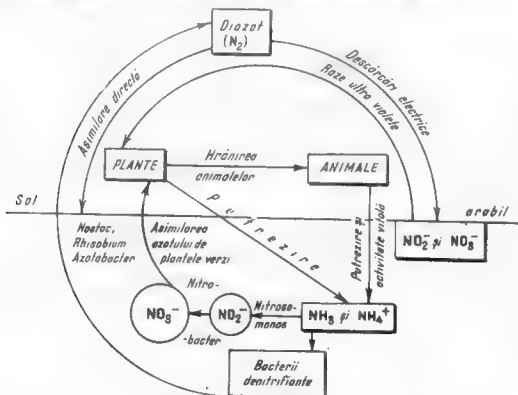 Diazot
(N₂)
Asimilare directă
Descărcări electrice
Raze ultra violete
PLANTE
Hrănirea
animalelor
ANIMALE
Sol
arabil
Nostoc,
Rhisobium
Azotobacter
Asimilarea
azotului de
plantele verzi
Putrezire
Putrezire și
activitate vitală
NO₂⁻ și NO₃⁻
Nitro-
-bacter
NO₃⁻
NO₂⁻
Nitroso-
monas
NH₃ și NH₄⁺
Bacterii
denitrifiante